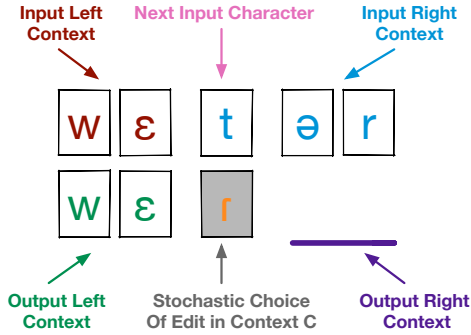 Input Left Next Input Character Input Right
Context Context
w ɛ t ə r
w ɛ ɾ
Output Left Stochastic Choice Output Right
Context Of Edit in Context C Context